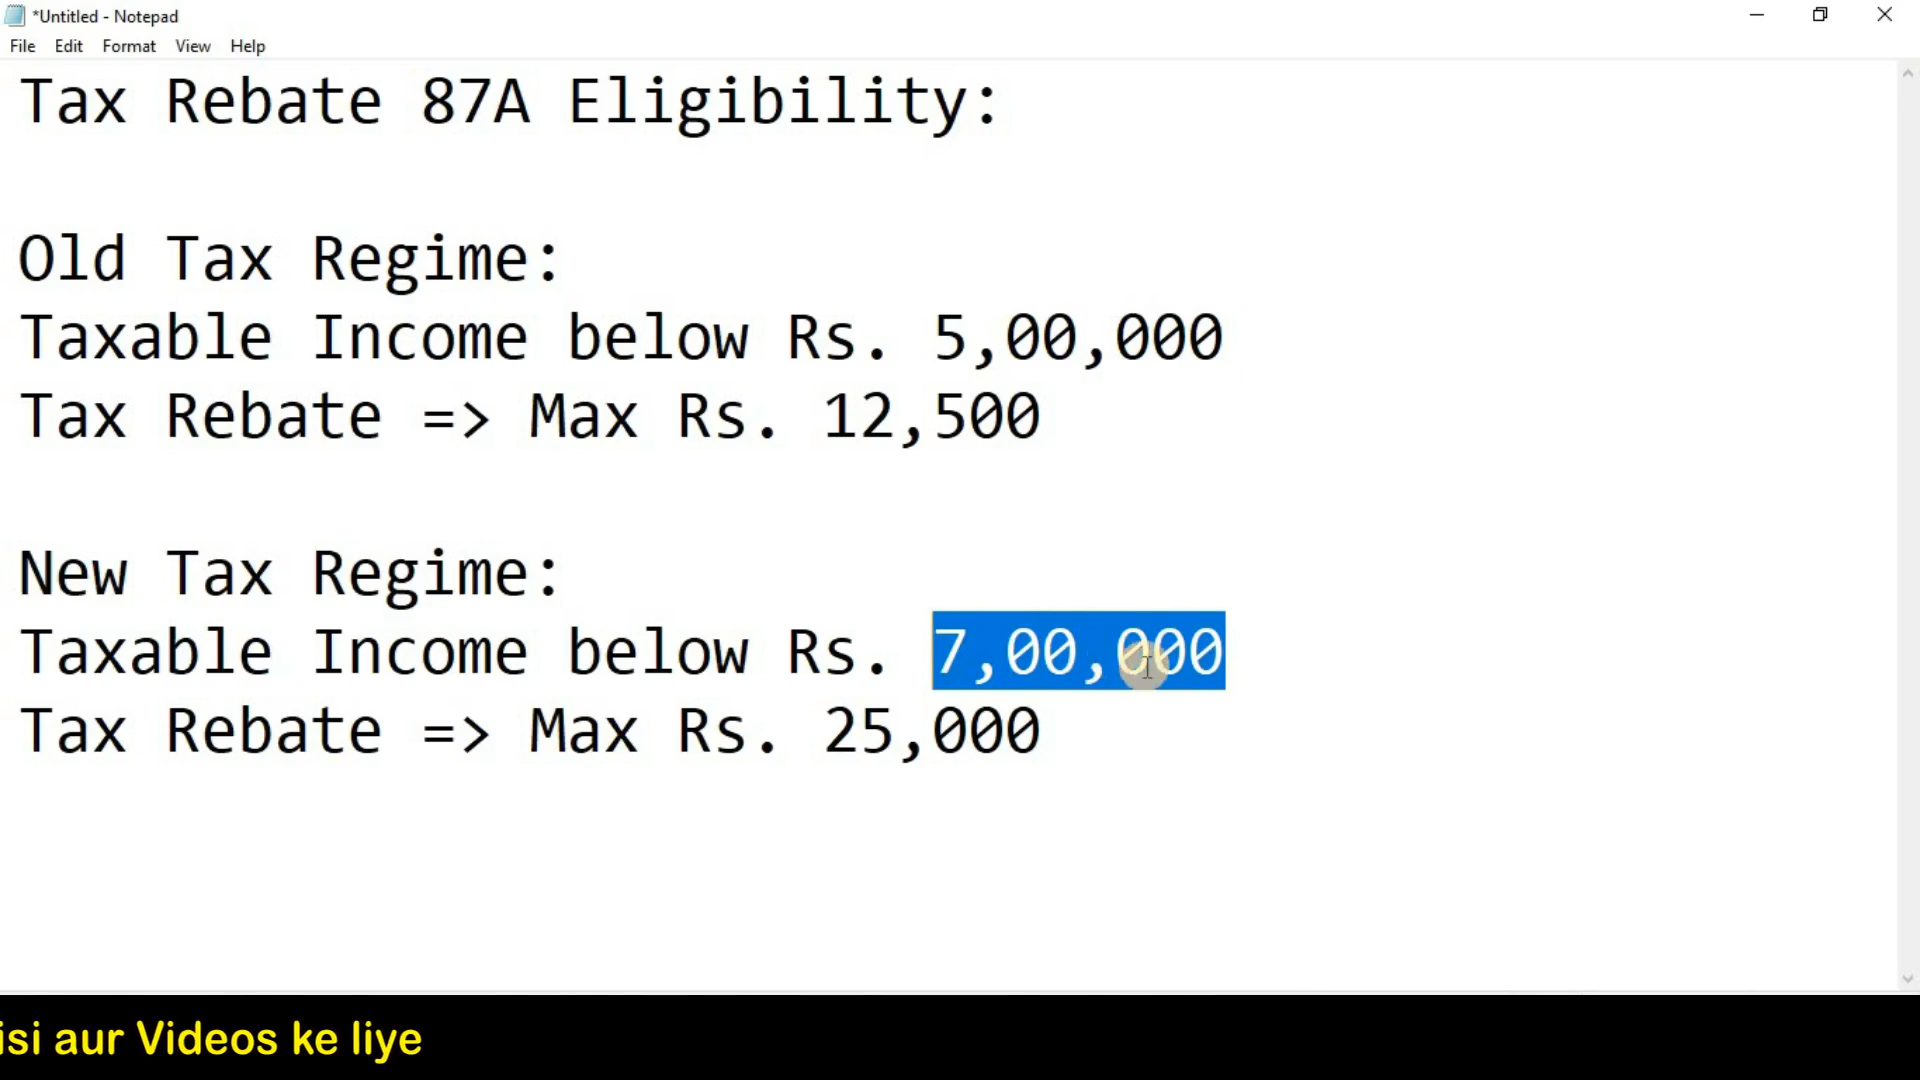 *Untitled - Notepad
File Edit Format View Help
Tax Rebate 87A Eligibility:
Old Tax Regime:
Taxable Income below Rs. 5,00,000
Tax Rebate => Max Rs. 12,500
New Tax Regime:
Taxable Income below Rs. 7,00,000
Tax Rebate => Max Rs. 25,000
isi aur Videos ke liye